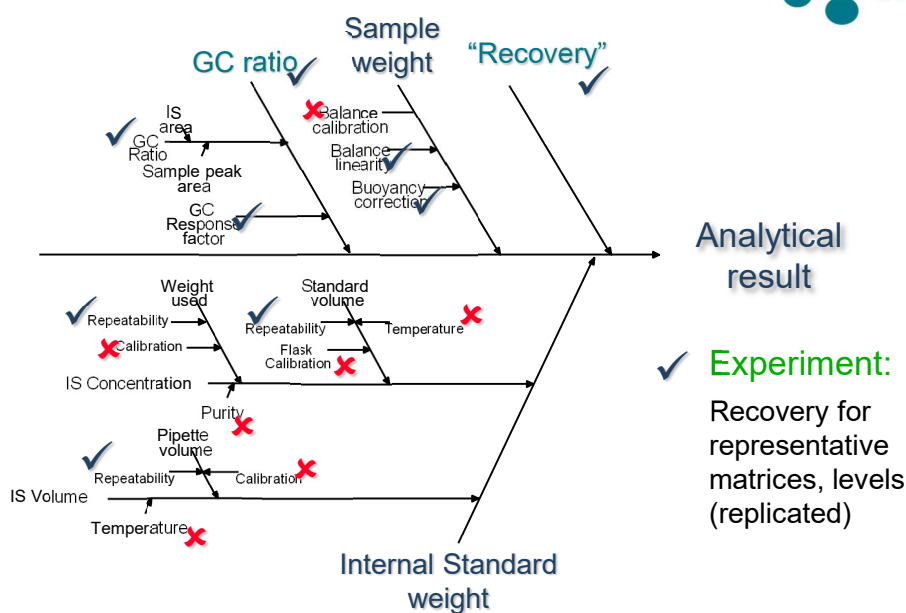 GC ratio
Sample
weight
“Recovery”
IS
area
GC
Ratio
Sample peak
area
GC
Response
factor
Balance
calibration
Balance
linearity
Buoyancy
correction
Analytical
result
Weight
used
Repeatability
Calibration
Standard
volume
Repeatability
Temperature
Flask
Calibration
IS Concentration
Purity
Pipette
volume
Repeatability
Calibration
IS Volume
Temperature
Internal Standard
weight
Experiment:
Recovery for
representative
matrices, levels
(replicated)